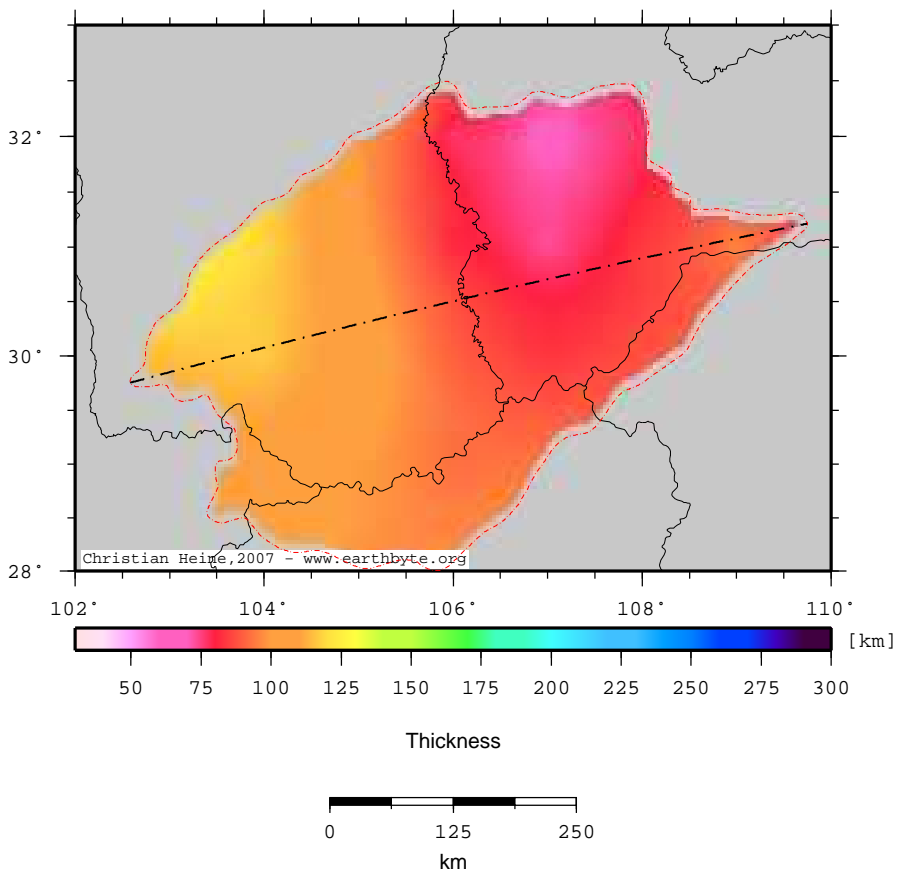 32°
30°
28°
Christian Heine,2007 - www.earthbyte.org
102° 104° 106° 108° 110°
[km]
50 75 100 125 150 175 200 225 250 275 300
Thickness
0 125 250
km